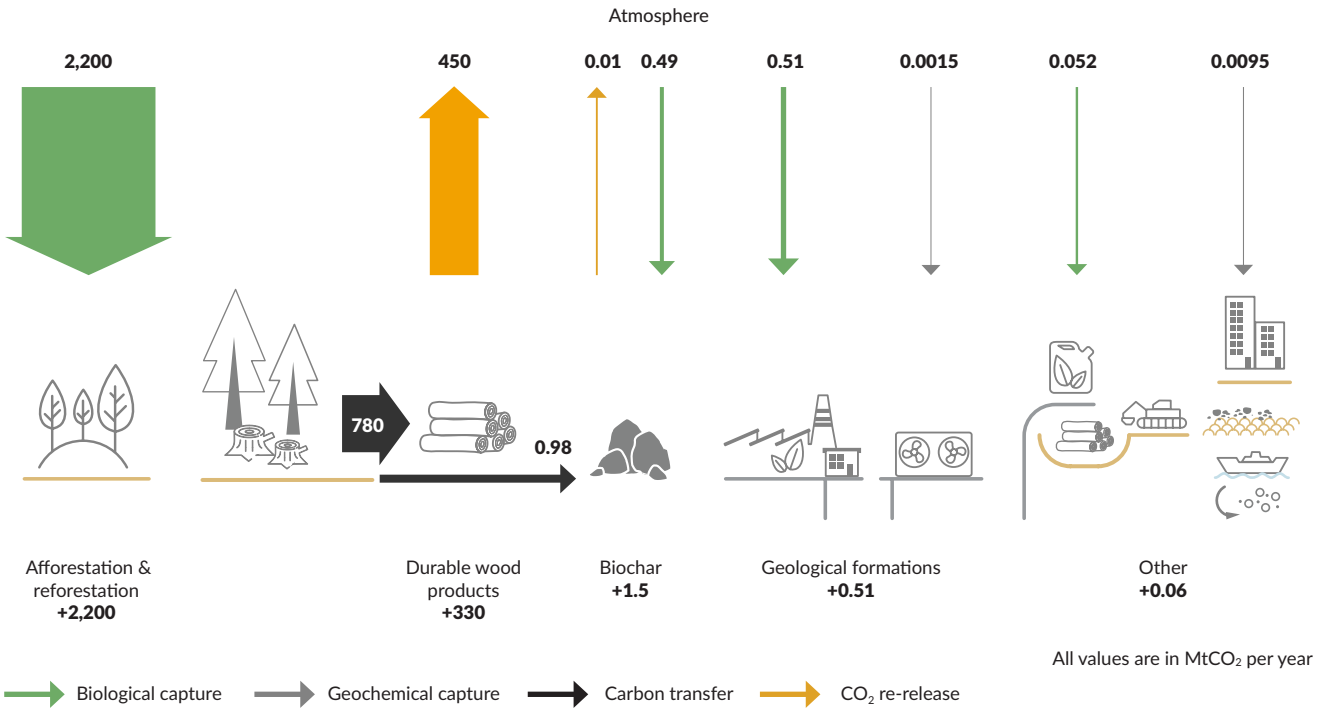 Atmosphere
2,200 450 0.01 0.49 0.51 0.0015 0.052 0.0095
780
0.98
Afforestation &
reforestation
+2,200
Durable wood
products
+330
Biochar
+1.5
Geological formations
+0.51
Other
+0.06
All values are in MtCO₂ per year
Biological capture
Geochemical capture
Carbon transfer
CO₂ re-release